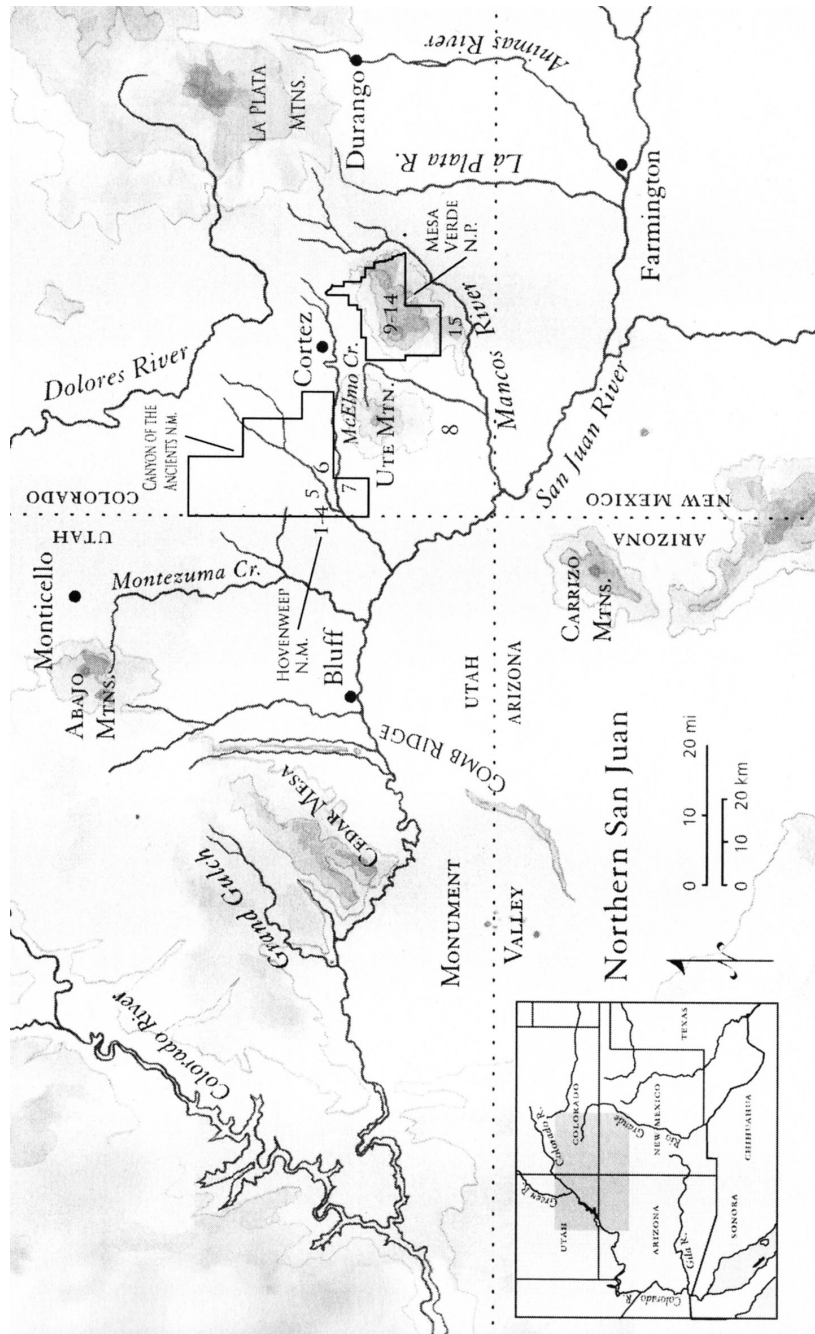 Colorado River
Grand Gulch
CEDAR MESA
ABAJO
MTNS.
Monticello
Montezuma Cr.
HOVENWEEP
N.M.
Bluff
COMB RIDGE
UTAH
COLORADO
CANYON OF THE
ANCIENTS N.M.
Dolores River
Cortez
McElmo Cr.
UTE MTN.
1-4
5
6
7
8
9-14
15
MESA
VERDE
N.P.
Mancos
River
LA PLATA
MTNS.
Durango
La Plata R.
Animas River
Farmington
San Juan River
MONUMENT
VALLEY
UTAH
ARIZONA
ARIZONA
NEW MEXICO
CARRIZO
MTNS.
Northern San Juan
0 10 20 mi
0 10 20 km
UTAH
COLORADO
ARIZONA
NEW MEXICO
TEXAS
SONORA
CHIHUAHUA
Green R.
Colorado R.
Rio
Grande
Gila R.
Colorado
R.